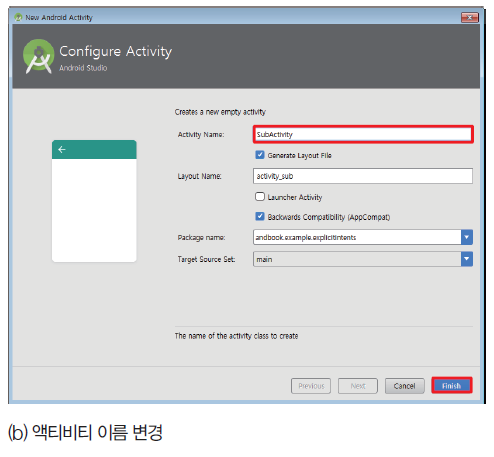 New Android Activity
Configure Activity
Android Studio
Creates a new empty activity
Activity Name: SubActivity
Generate Layout File
Layout Name: activity_sub
Launcher Activity
Backwards Compatibility (AppCompat)
Package name: andbook.example.explicitintents
Target Source Set: main
The name of the activity class to create
Previous Next Cancel Finish
(b) 액티비티 이름 변경